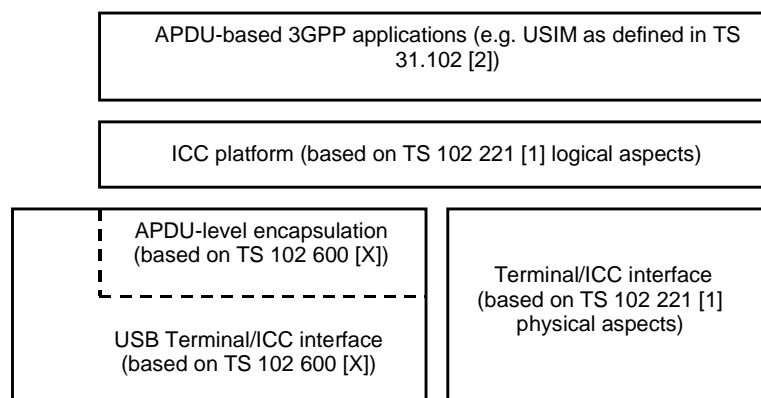 APDU-based 3GPP applications (e.g. USIM as defined in TS
31.102 [2])
ICC platform (based on TS 102 221 [1] logical aspects)
APDU-level encapsulation
(based on TS 102 600 [X])
USB Terminal/ICC interface
(based on TS 102 600 [X])
Terminal/ICC interface
(based on TS 102 221 [1]
physical aspects)